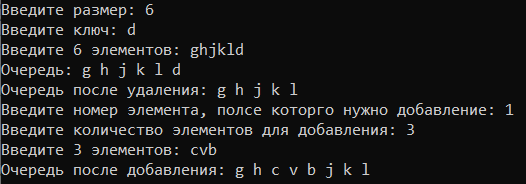 Введите размер: 6
Введите ключ: d
Введите 6 элементов: ghjkld
Очередь: g h j k l d
Очередь после удаления: g h j k l
Введите номер элемента, полсе которго нужно добавление: 1
Введите количество элементов для добавления: 3
Введите 3 элементов: cvb
Очередь после добавления: g h c v b j k l